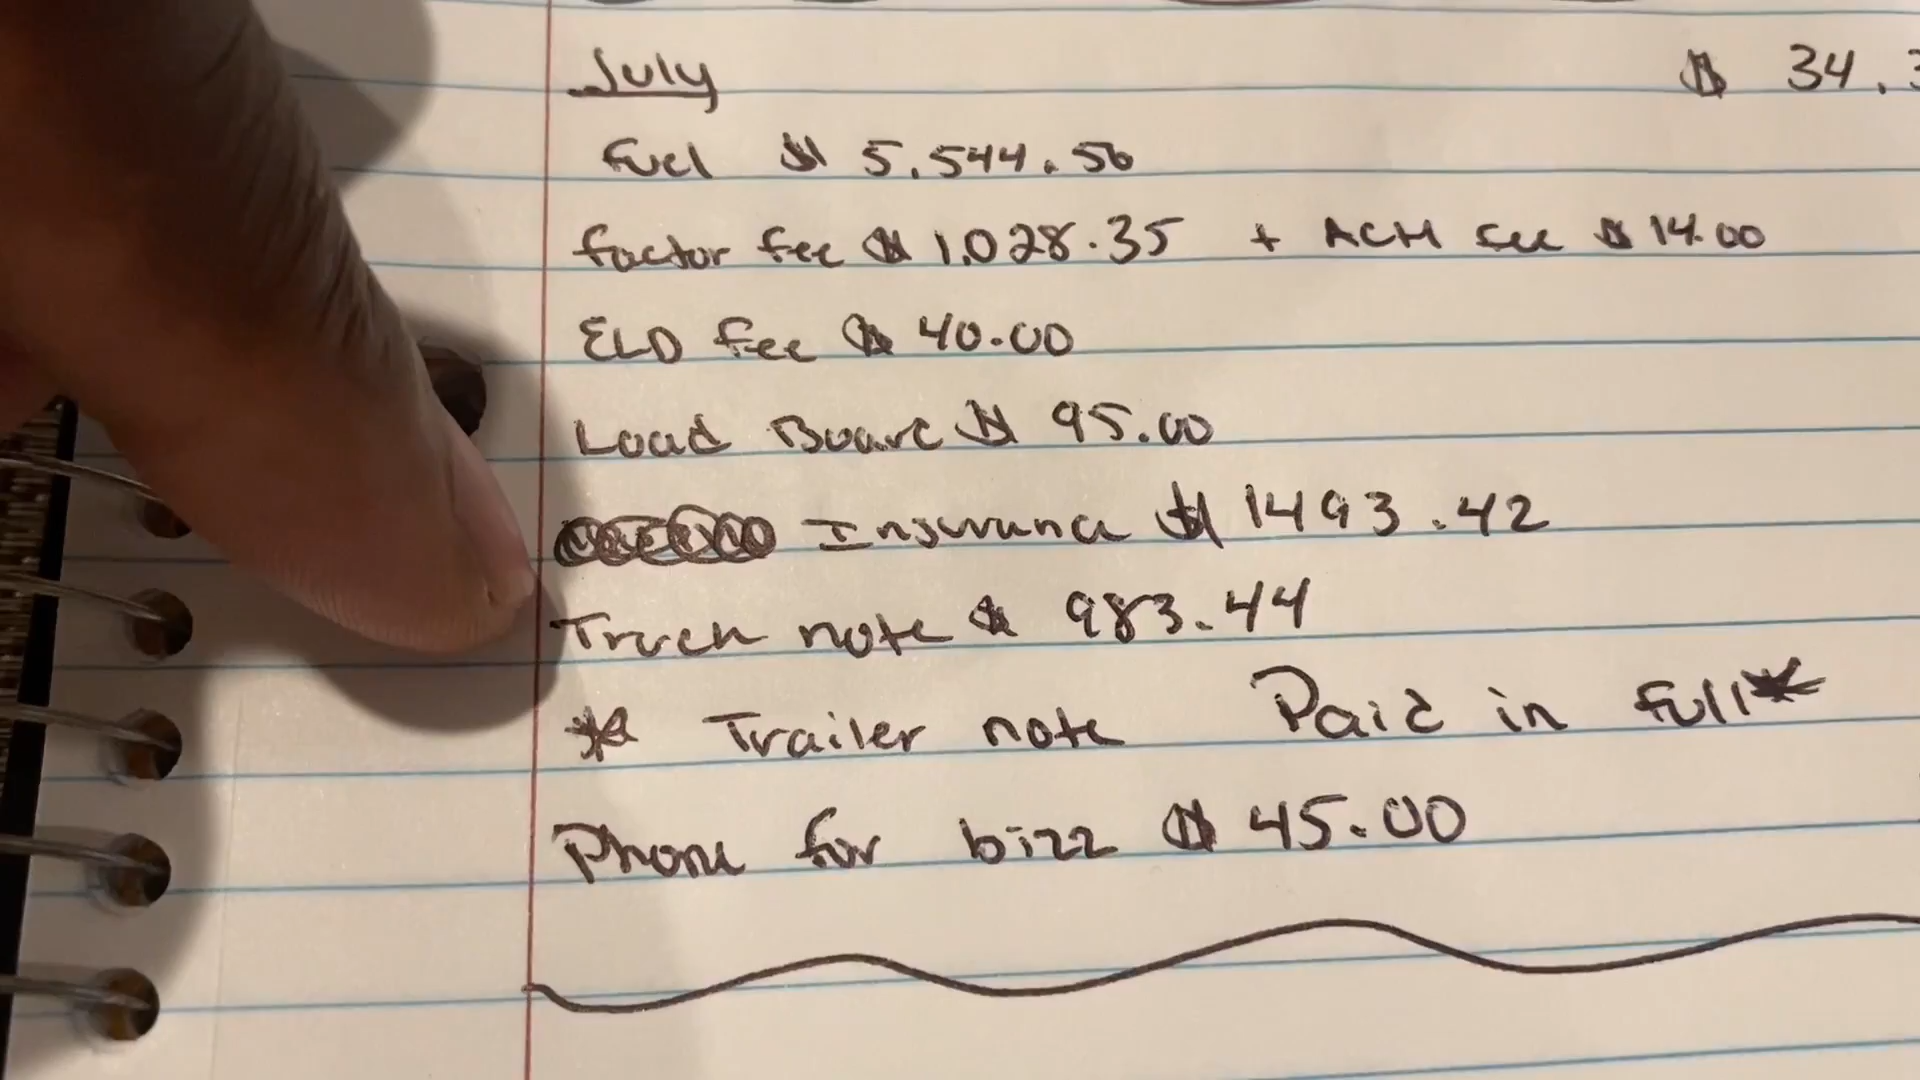 July $ 34.3
Fuel $ 5,544.56
factor fee $ 1,028.35 + ACH fee $ 14.00
ELD fee $ 40.00
Load Board $ 95.00
Insurance $ 1493.42
Truck note $ 983.44
* Trailer note Paid in full*
Phone for bizz $ 45.00